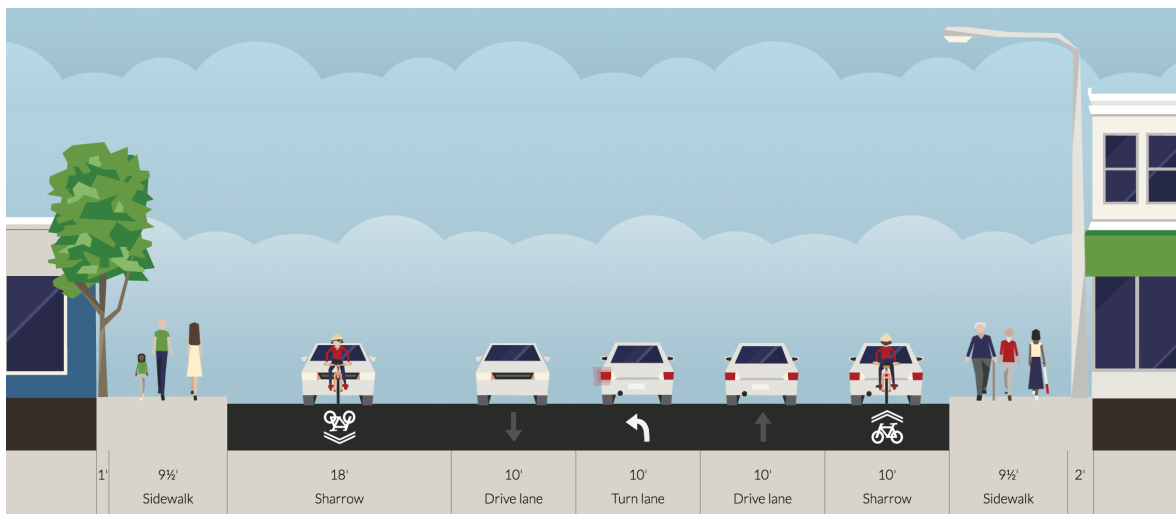 1' 9½' 18' 10' 10' 10' 10' 9½' 2'
Sidewalk Sharrow Drive lane Turn lane Drive lane Sharrow Sidewalk